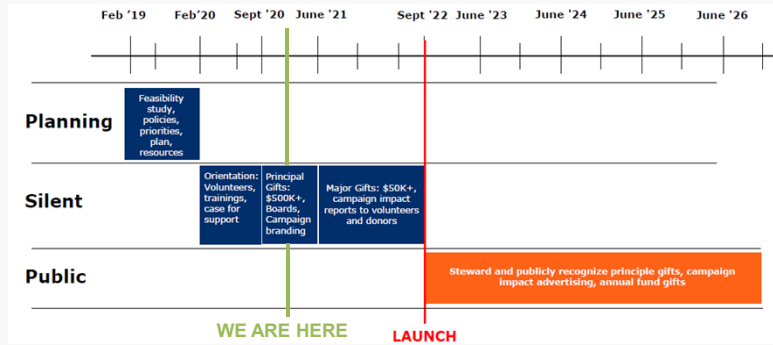 Feb ’19 Feb’20 Sept ’20 June ’21 Sept ’22 June ’23 June ’24 June ’25 June ’26
Planning
Feasibility
study,
policies,
priorities,
plan,
resources
Silent
Orientation:
Volunteers,
trainings,
case for
support
Principal
Gifts:
$500K+,
Boards,
Campaign
branding
Major Gifts: $50K+,
campaign impact
reports to volunteers
and donors
Public
Steward and publicly recognize principle gifts, campaign
impact advertising, annual fund gifts
WE ARE HERE
LAUNCH